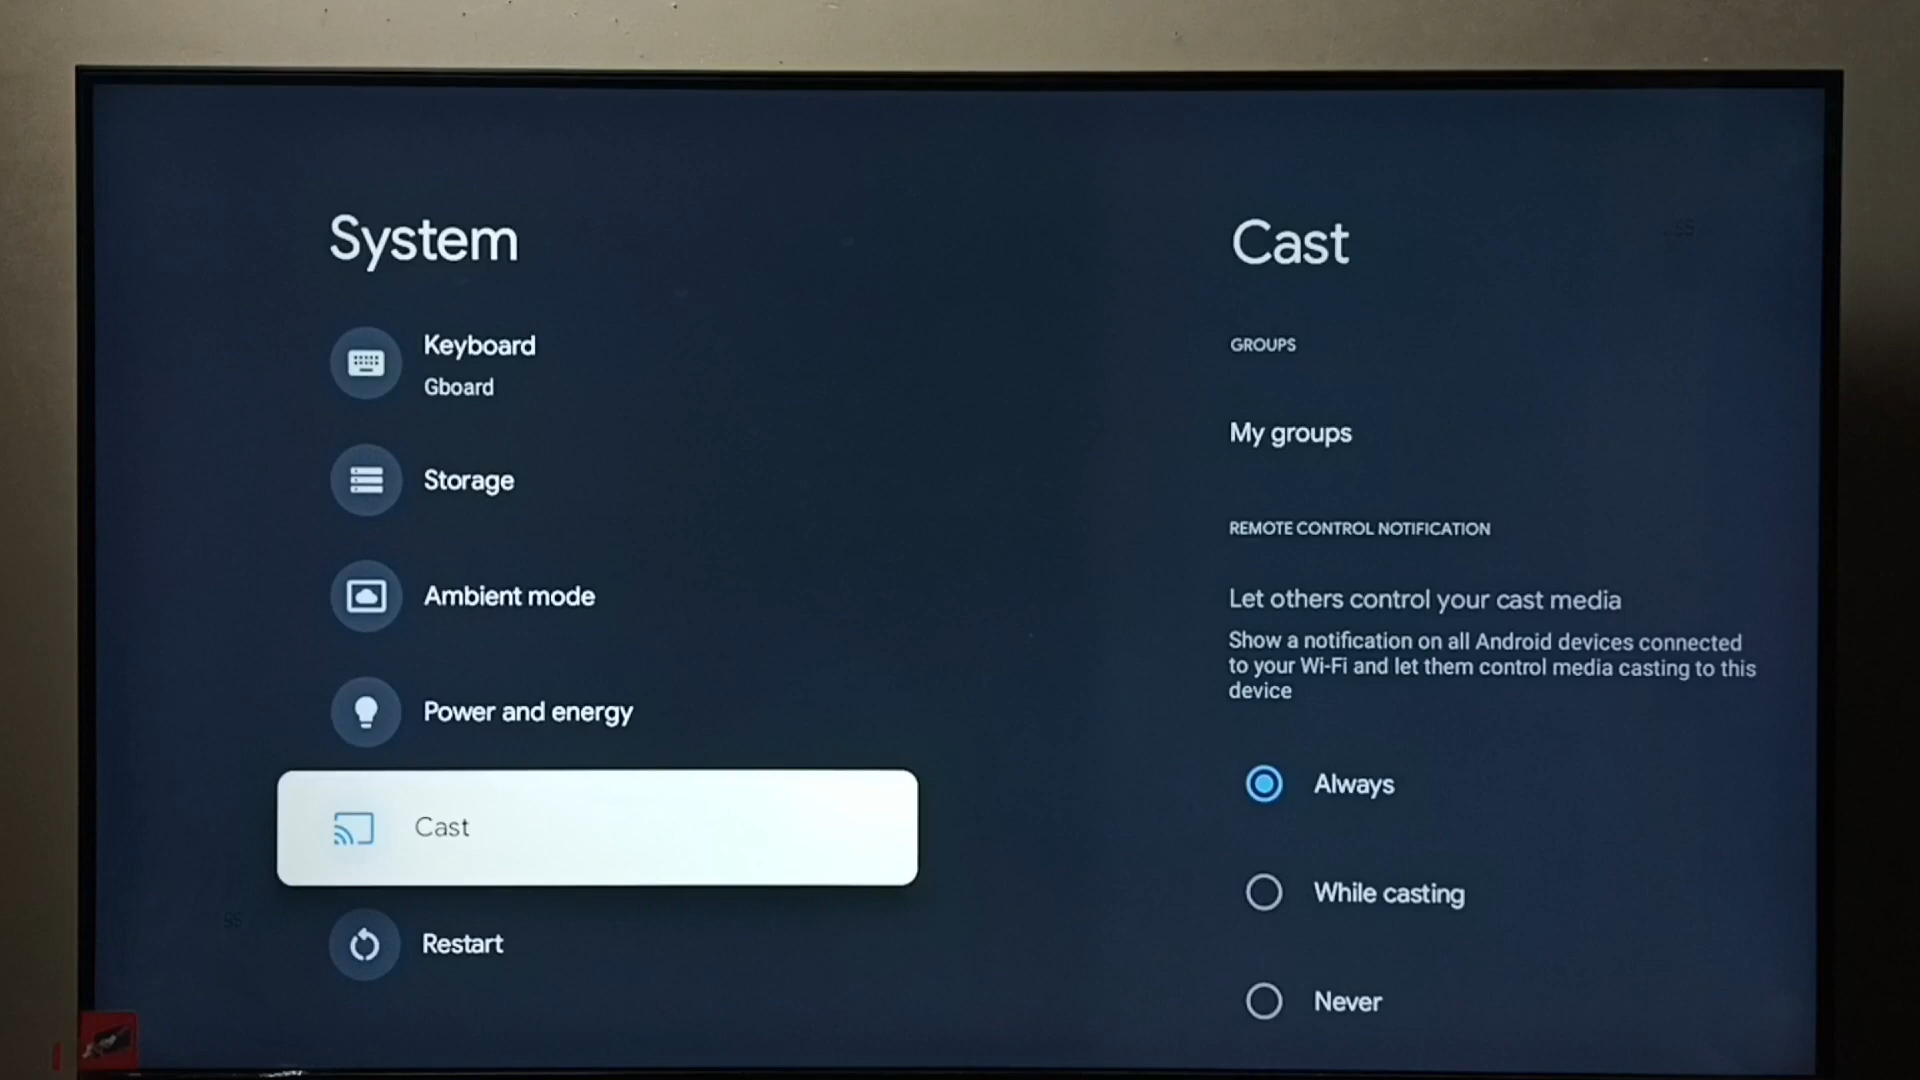 System
Keyboard
Gboard
Storage
Ambient mode
Power and energy
Cast
Restart
Cast
GROUPS
My groups
REMOTE CONTROL NOTIFICATION
Let others control your cast media
Show a notification on all Android devices connected
to your Wi-Fi and let them control media casting to this
device
Always
While casting
Never